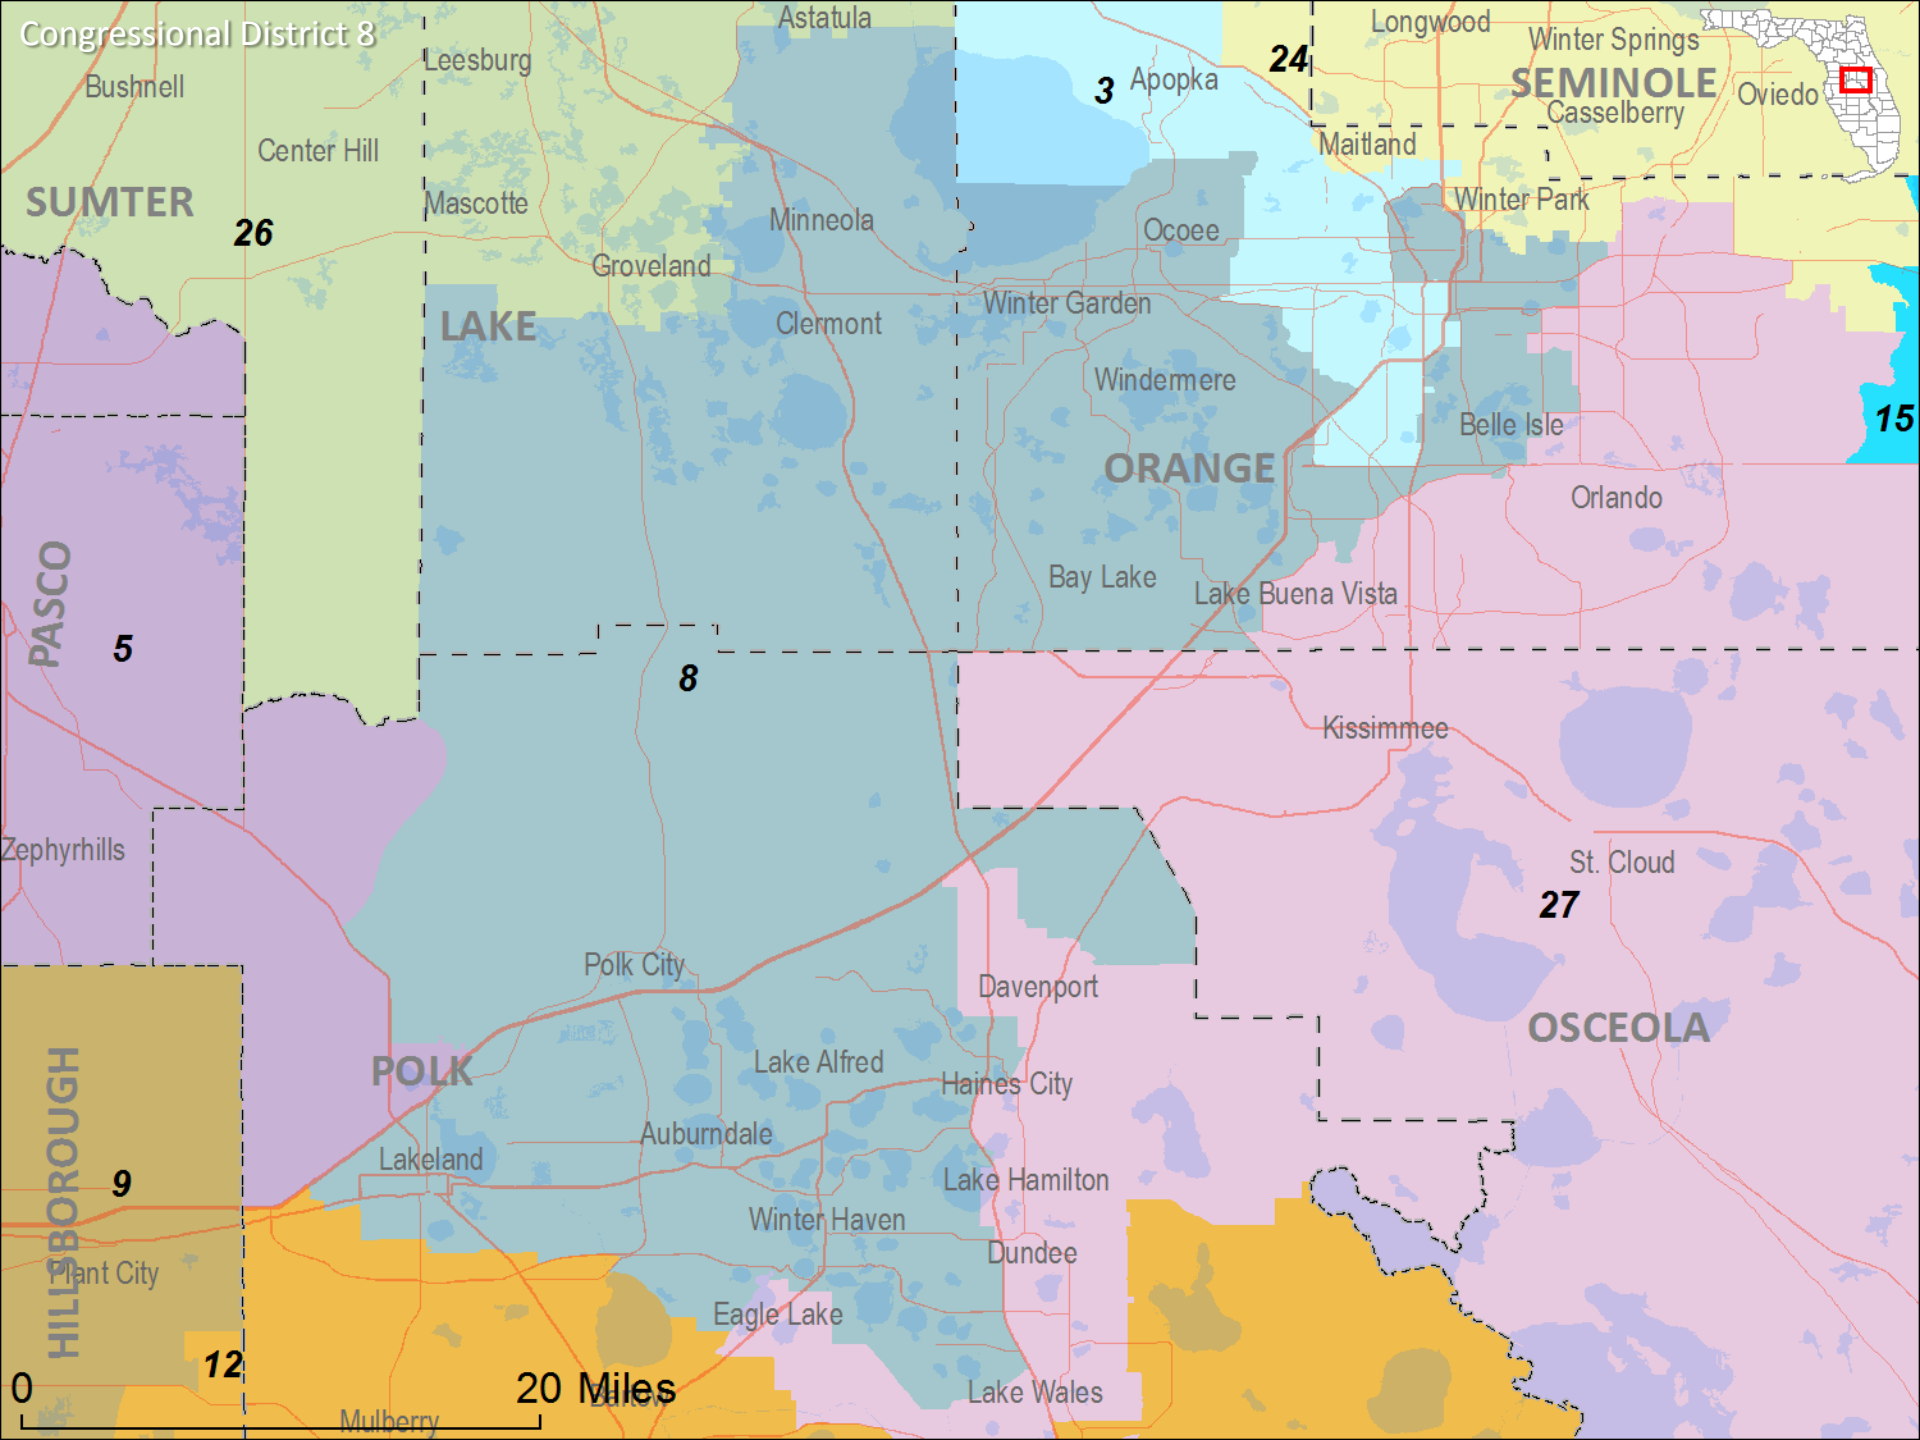 Congressional District 8
Astatula
Longwood
Winter Springs
24
Leesburg
Bushnell
3
Apopka
SEMINOLE
Oviedo
Casselberry
Center Hill
Maitland
SUMTER
Mascotte
Winter Park
26
Minneola
Ocoee
Groveland
Winter Garden
LAKE
Clermont
Windermere
Belle Isle
15
ORANGE
Orlando
PASCO
Bay Lake
Lake Buena Vista
5
8
Kissimmee
Zephyrhills
St. Cloud
27
Polk City
Davenport
OSCEOLA
POLK
Lake Alfred
Haines City
HILLSBOROUGH
Auburndale
Lakeland
9
Lake Hamilton
Winter Haven
Dundee
Plant City
Eagle Lake
12
0
20 Miles
Bartow
Lake Wales
Mulberry